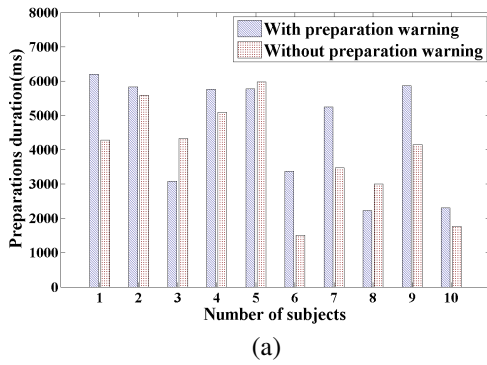 8000
7000
6000
5000
4000
3000
2000
1000
0
Preparations duration(ms)
With preparation warning
Without preparation warning
1 2 3 4 5 6 7 8 9 10
Number of subjects
(a)